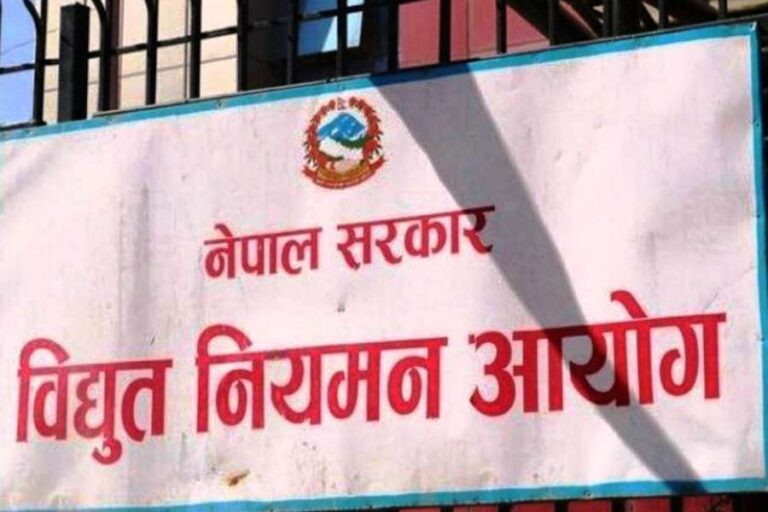 नेपाल सरकार
विद्युत नियमन आयोग